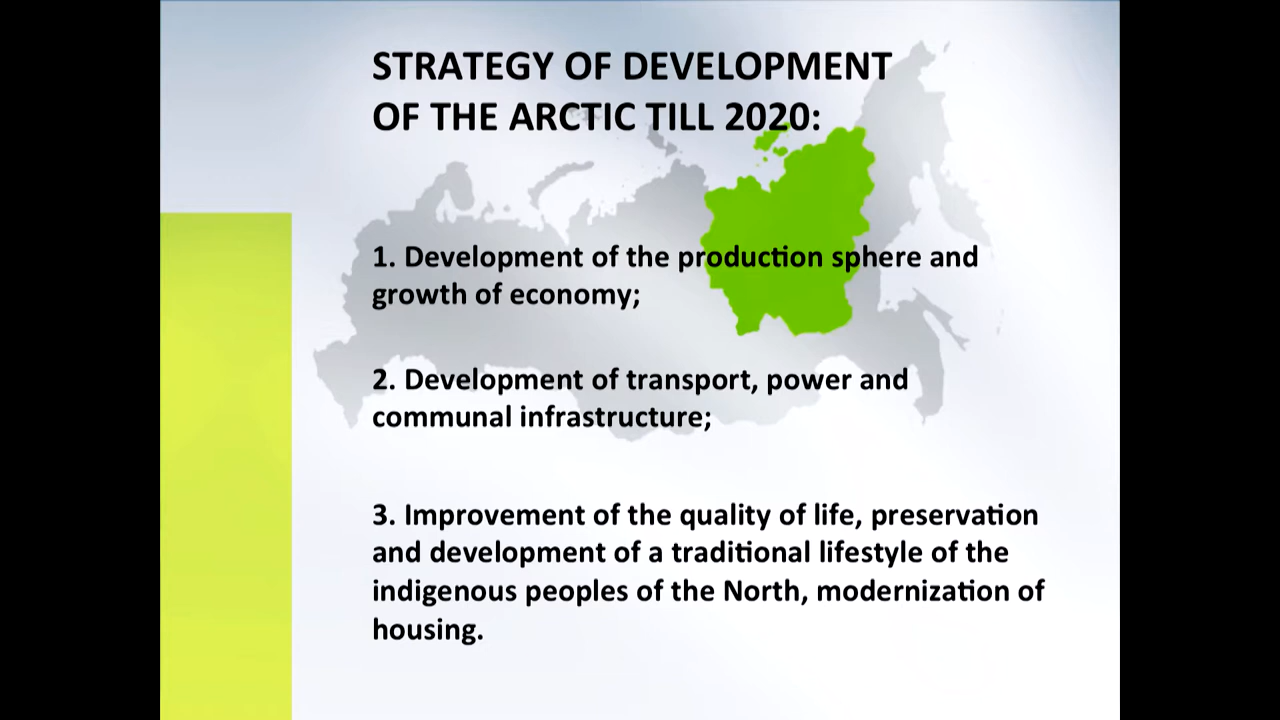 STRATEGY OF DEVELOPMENT
OF THE ARCTIC TILL 2020:
1. Development of the production sphere and
growth of economy;
2. Development of transport, power and
communal infrastructure;
3. Improvement of the quality of life, preservation
and development of a traditional lifestyle of the
indigenous peoples of the North, modernization of
housing.